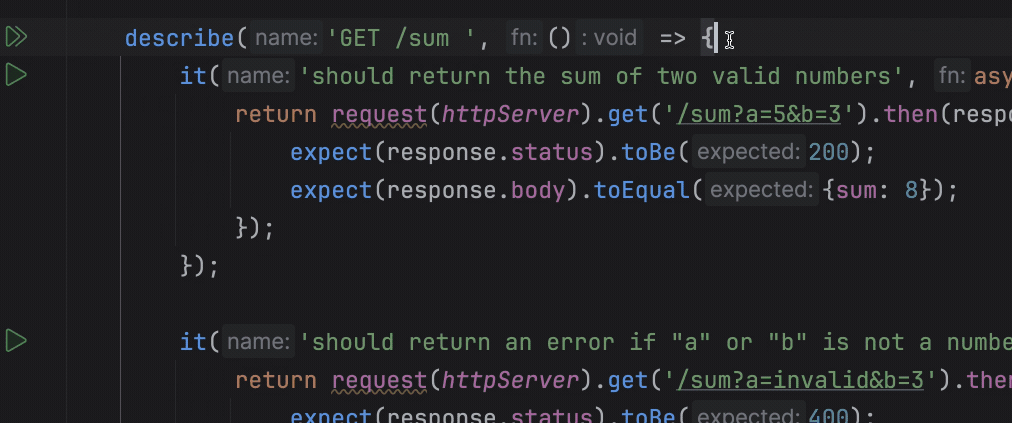 describe( name: 'GET /sum ', fn: () : void => {
it( name: 'should return the sum of two valid numbers', fn: asy
return request(httpServer).get('/sum?a=5&b=3').then(respo
expect(response.status).toBe( expected: 200);
expect(response.body).toEqual( expected: {sum: 8});
});
});
it( name: 'should return an error if "a" or "b" is not a numbe
return request(httpServer).get('/sum?a=invalid&b=3').then
expect(response.status).toBe( expected: 400);